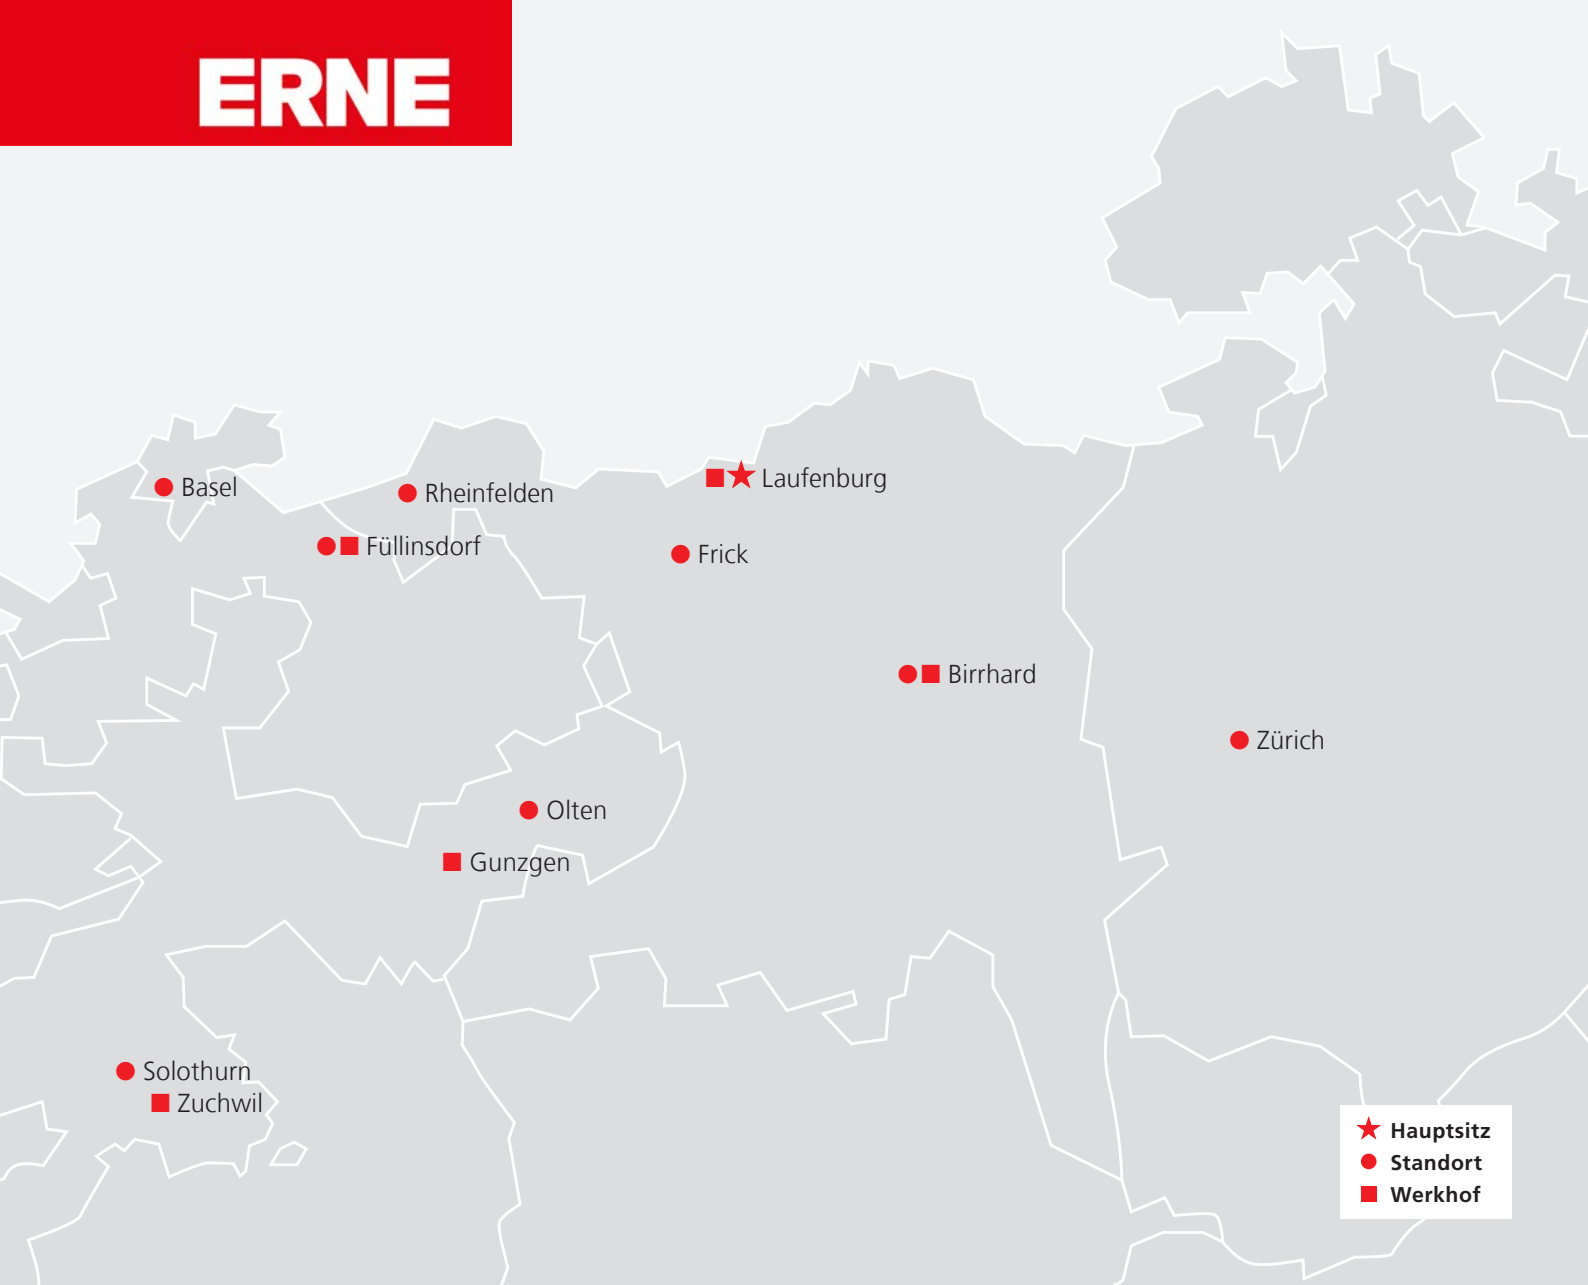 ERNE
Laufenburg
Basel
Rheinfelden
Füllinsdorf
Frick
Birrhard
Zürich
Olten
Gunzgen
Solothurn
Zuchwil
Hauptsitz
Standort
Werkhof